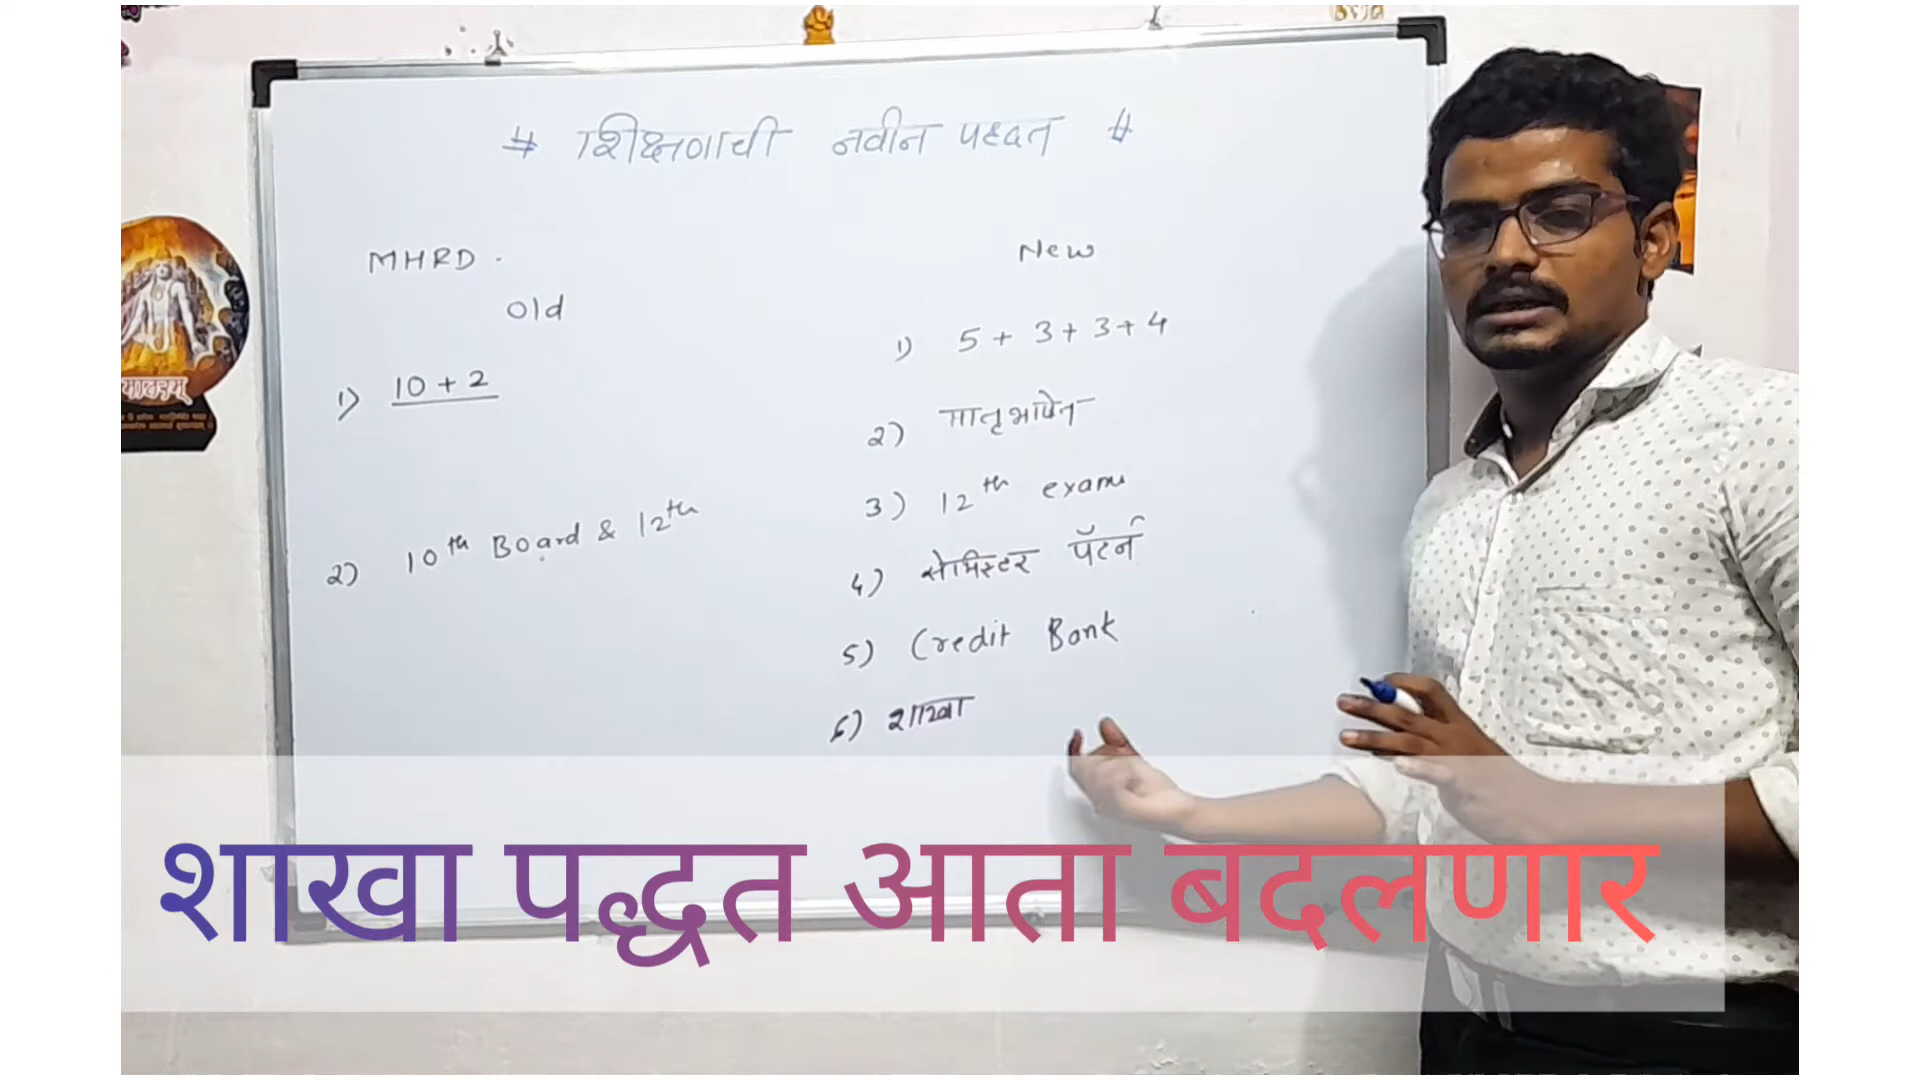 # शिक्षणाची नवीन पद्धत #
MHRD.
Old
1) 10 + 2
2) 10th Board & 12th
New
1) 5 + 3 + 3 + 4
2) मातृभाषेत
3) 12th exam
4) सेमिस्टर पॅटर्न
5) Credit Bank
6) शाखा
शाखा पद्धत आता बदलणार